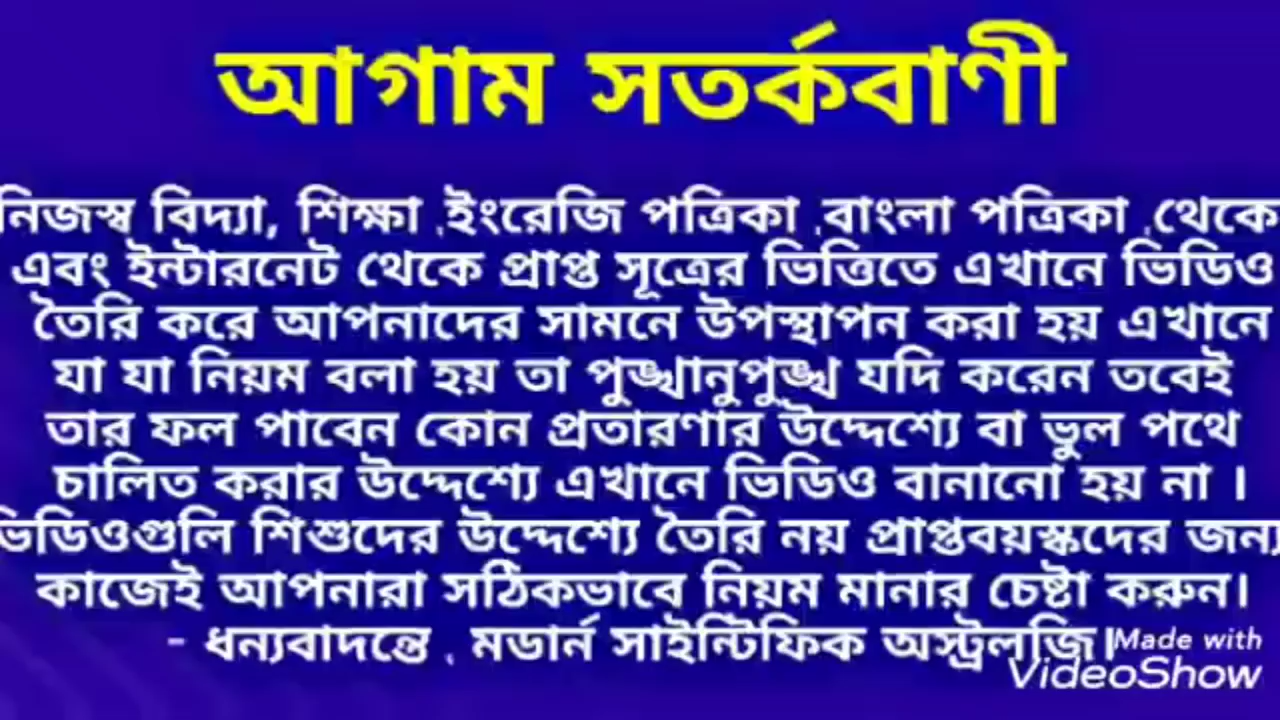 আগাম সতর্কবাণী
নিজস্ব বিদ্যা, শিক্ষা ,ইংরেজি পত্রিকা ,বাংলা পত্রিকা ,থেকে
এবং ইন্টারনেট থেকে প্রাপ্ত সূত্রের ভিত্তিতে এখানে ভিডিও
তৈরি করে আপনাদের সামনে উপস্থাপন করা হয় এখানে
যা যা নিয়ম বলা হয় তা পুঙ্খানুপুঙ্খ যদি করেন তবেই
তার ফল পাবেন কোন প্রতারণার উদ্দেশ্যে বা ভুল পথে
চালিত করার উদ্দেশ্যে এখানে ভিডিও বানানো হয় না ।
ভিডিওগুলি শিশুদের উদ্দেশ্যে তৈরি নয় প্রাপ্তবয়স্কদের জন্য
কাজেই আপনারা সঠিকভাবে নিয়ম মানার চেষ্টা করুন।
- ধন্যবাদন্তে , মডার্ন সাইন্টিফিক অস্ট্রলজি।
Made with
VideoShow